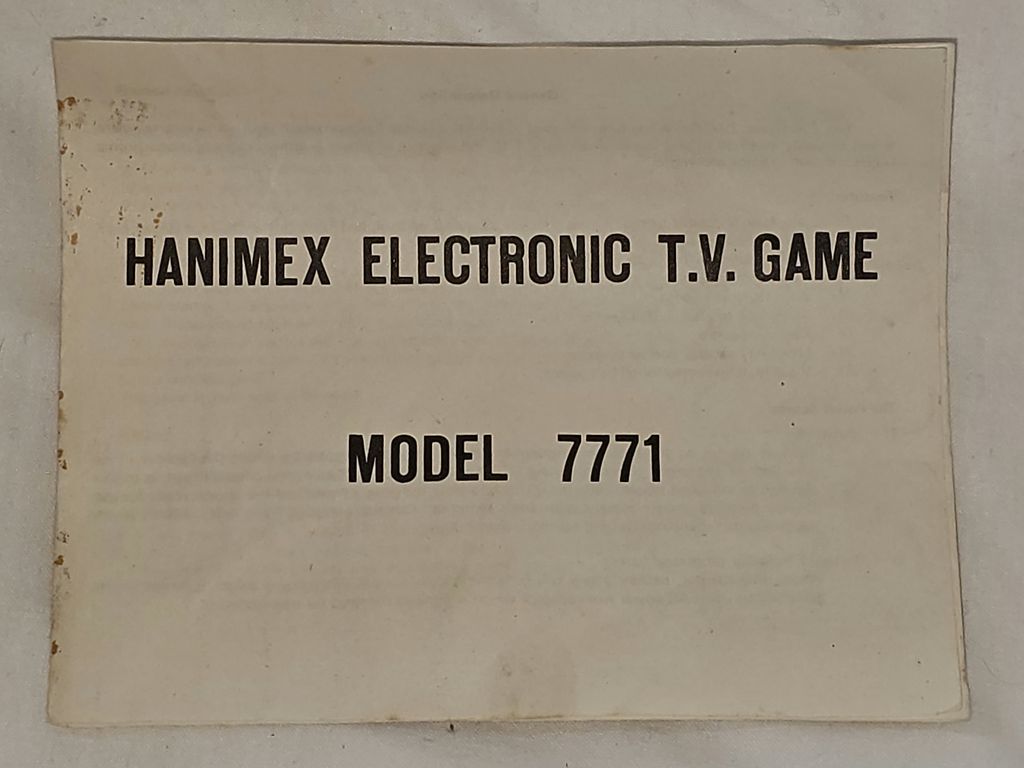 HANIMEX ELECTRONIC T.V. GAME
MODEL 7771